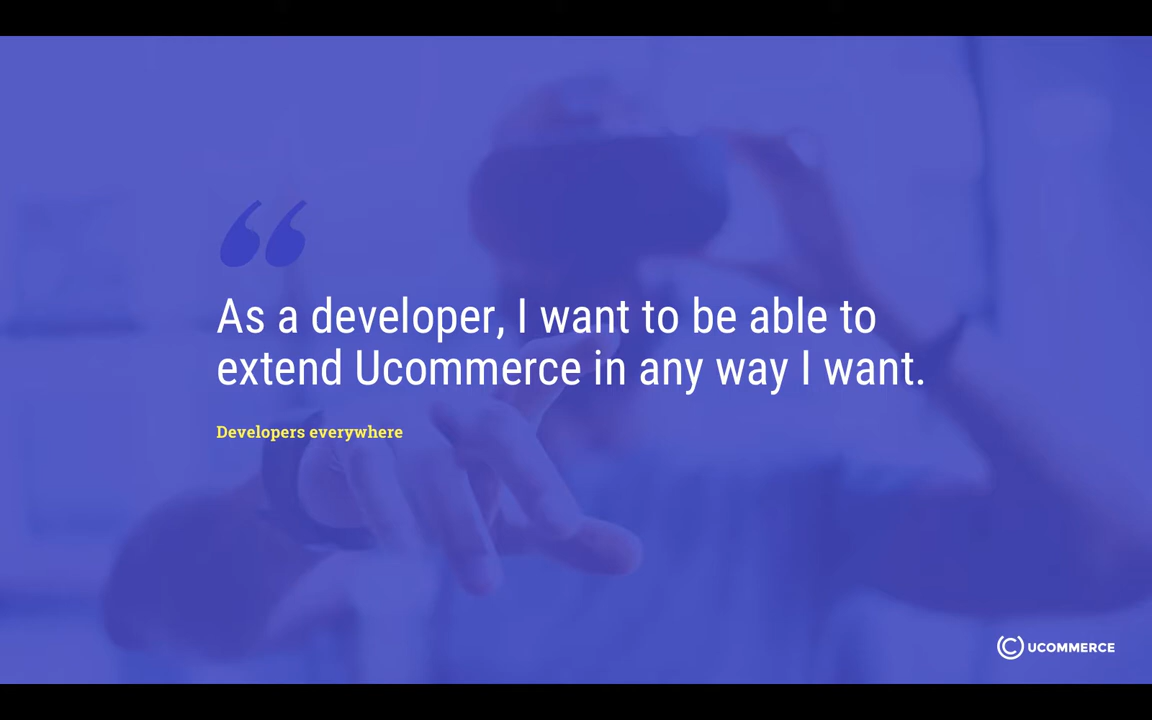 “
As a developer, I want to be able to
extend Ucommerce in any way I want.
Developers everywhere
UCOMMERCE